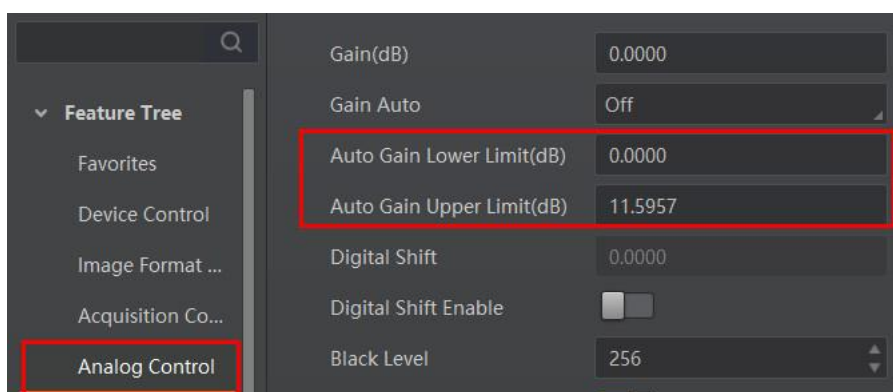 Feature Tree
Favorites
Device Control
Image Format ...
Acquisition Co...
Analog Control
Gain(dB) 0.0000
Gain Auto Off
Auto Gain Lower Limit(dB) 0.0000
Auto Gain Upper Limit(dB) 11.5957
Digital Shift 0.0000
Digital Shift Enable
Black Level 256